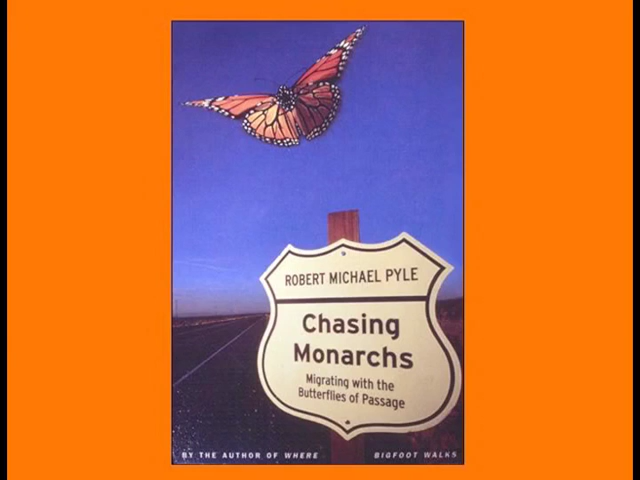 ROBERT MICHAEL PYLE
Chasing
Monarchs
Migrating with the
Butterflies of Passage
BY THE AUTHOR OF WHERE BIGFOOT WALKS